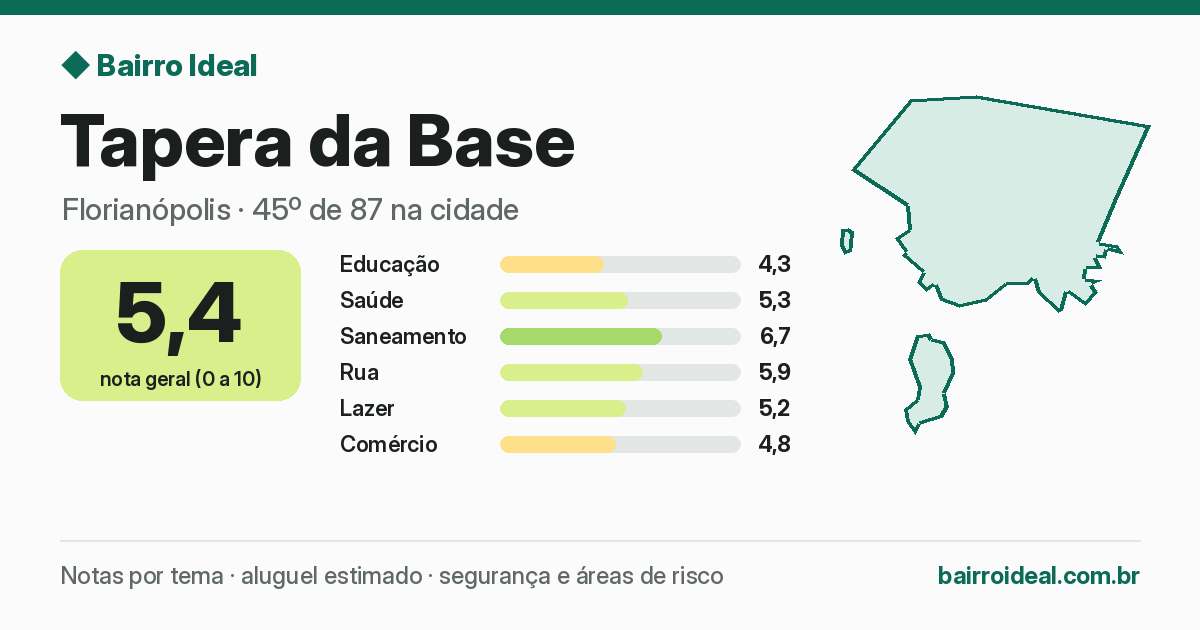 Bairro Ideal
Tapera da Base
Florianópolis · 45º de 87 na cidade
5,4
nota geral (0 a 10)
Educação 4,3
Saúde 5,3
Saneamento 6,7
Rua 5,9
Lazer 5,2
Comércio 4,8
Notas por tema · aluguel estimado · segurança e áreas de risco
bairroideal.com.br